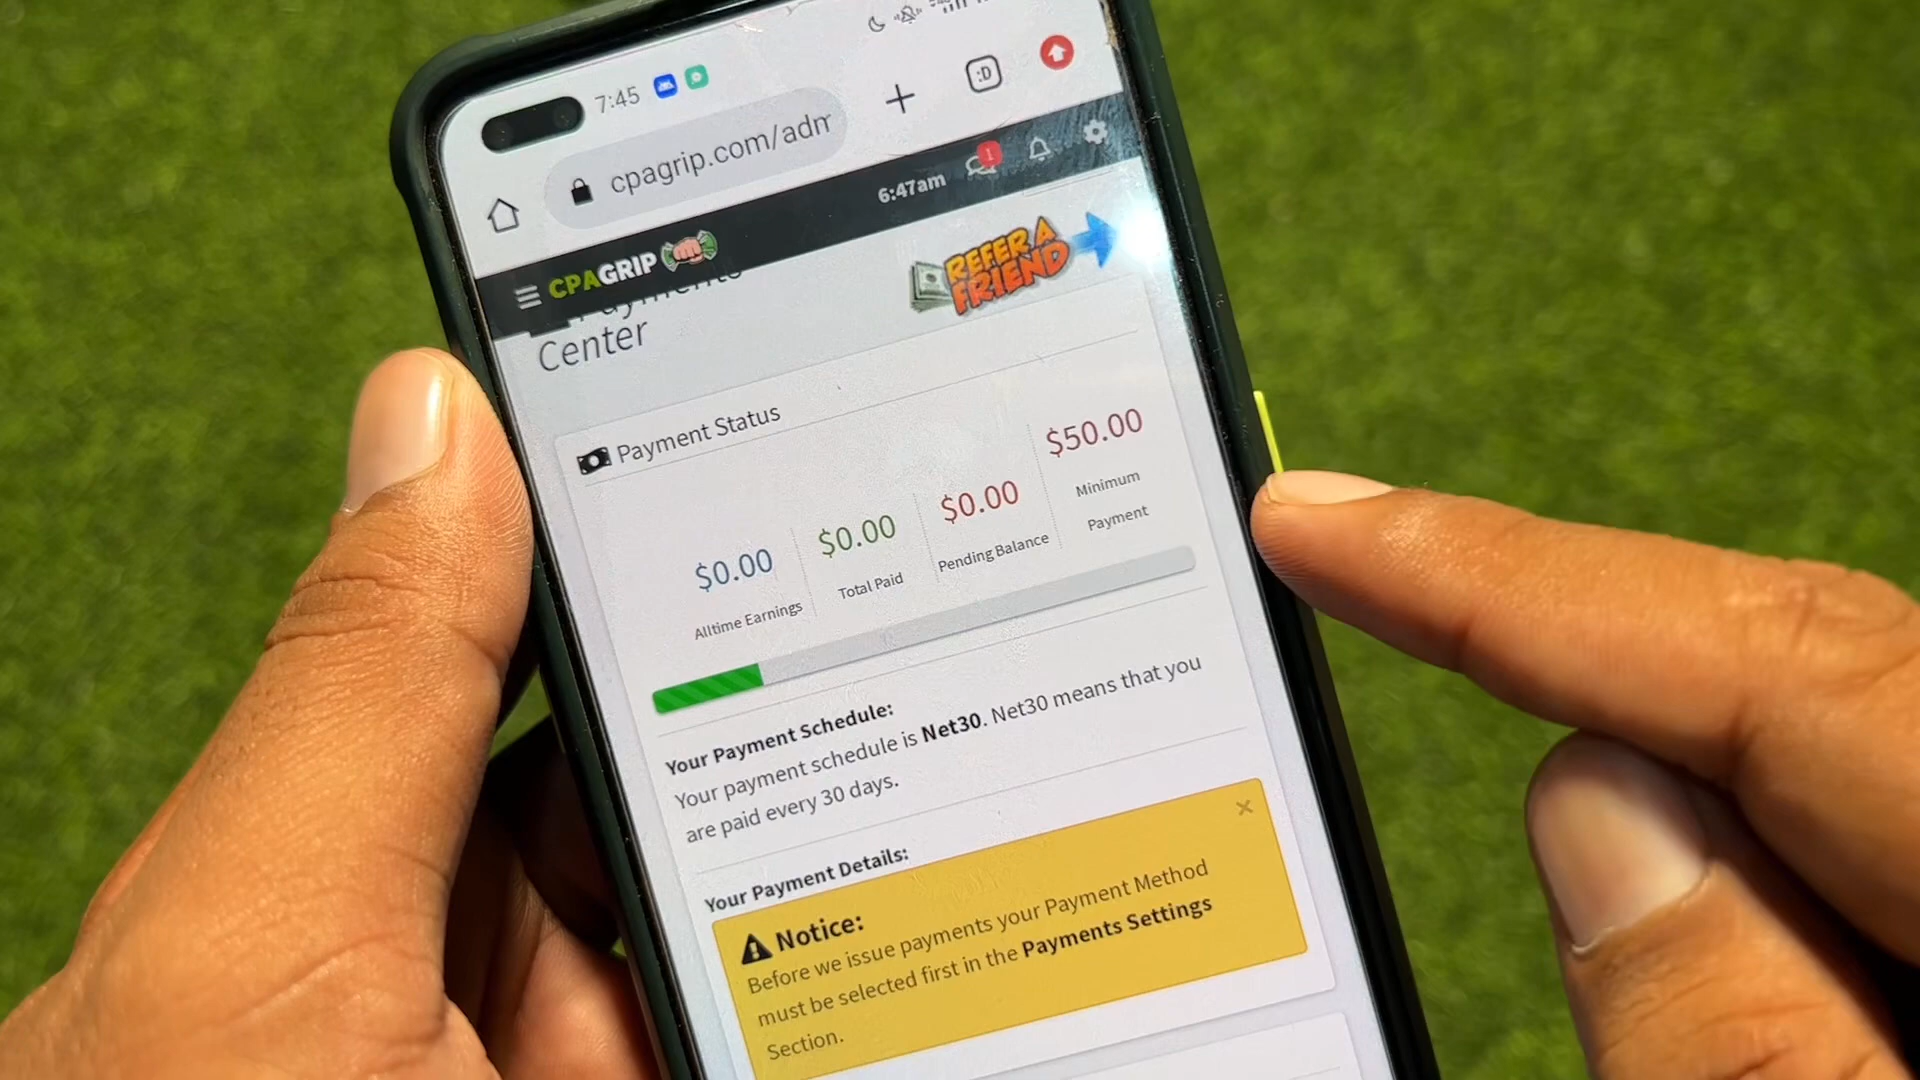 7:45
:D
cpagrip.com/adm
6:47am
1
CPAGRIP
Payments
Center
REFER A
FRIEND
Payment Status
$0.00
Alltime Earnings
$0.00
Total Paid
$0.00
Pending Balance
$50.00
Minimum
Payment
Your Payment Schedule:
Your payment schedule is Net30. Net30 means that you
are paid every 30 days.
Your Payment Details:
Notice:
Before we issue payments your Payment Method
must be selected first in the Payments Settings
Section.